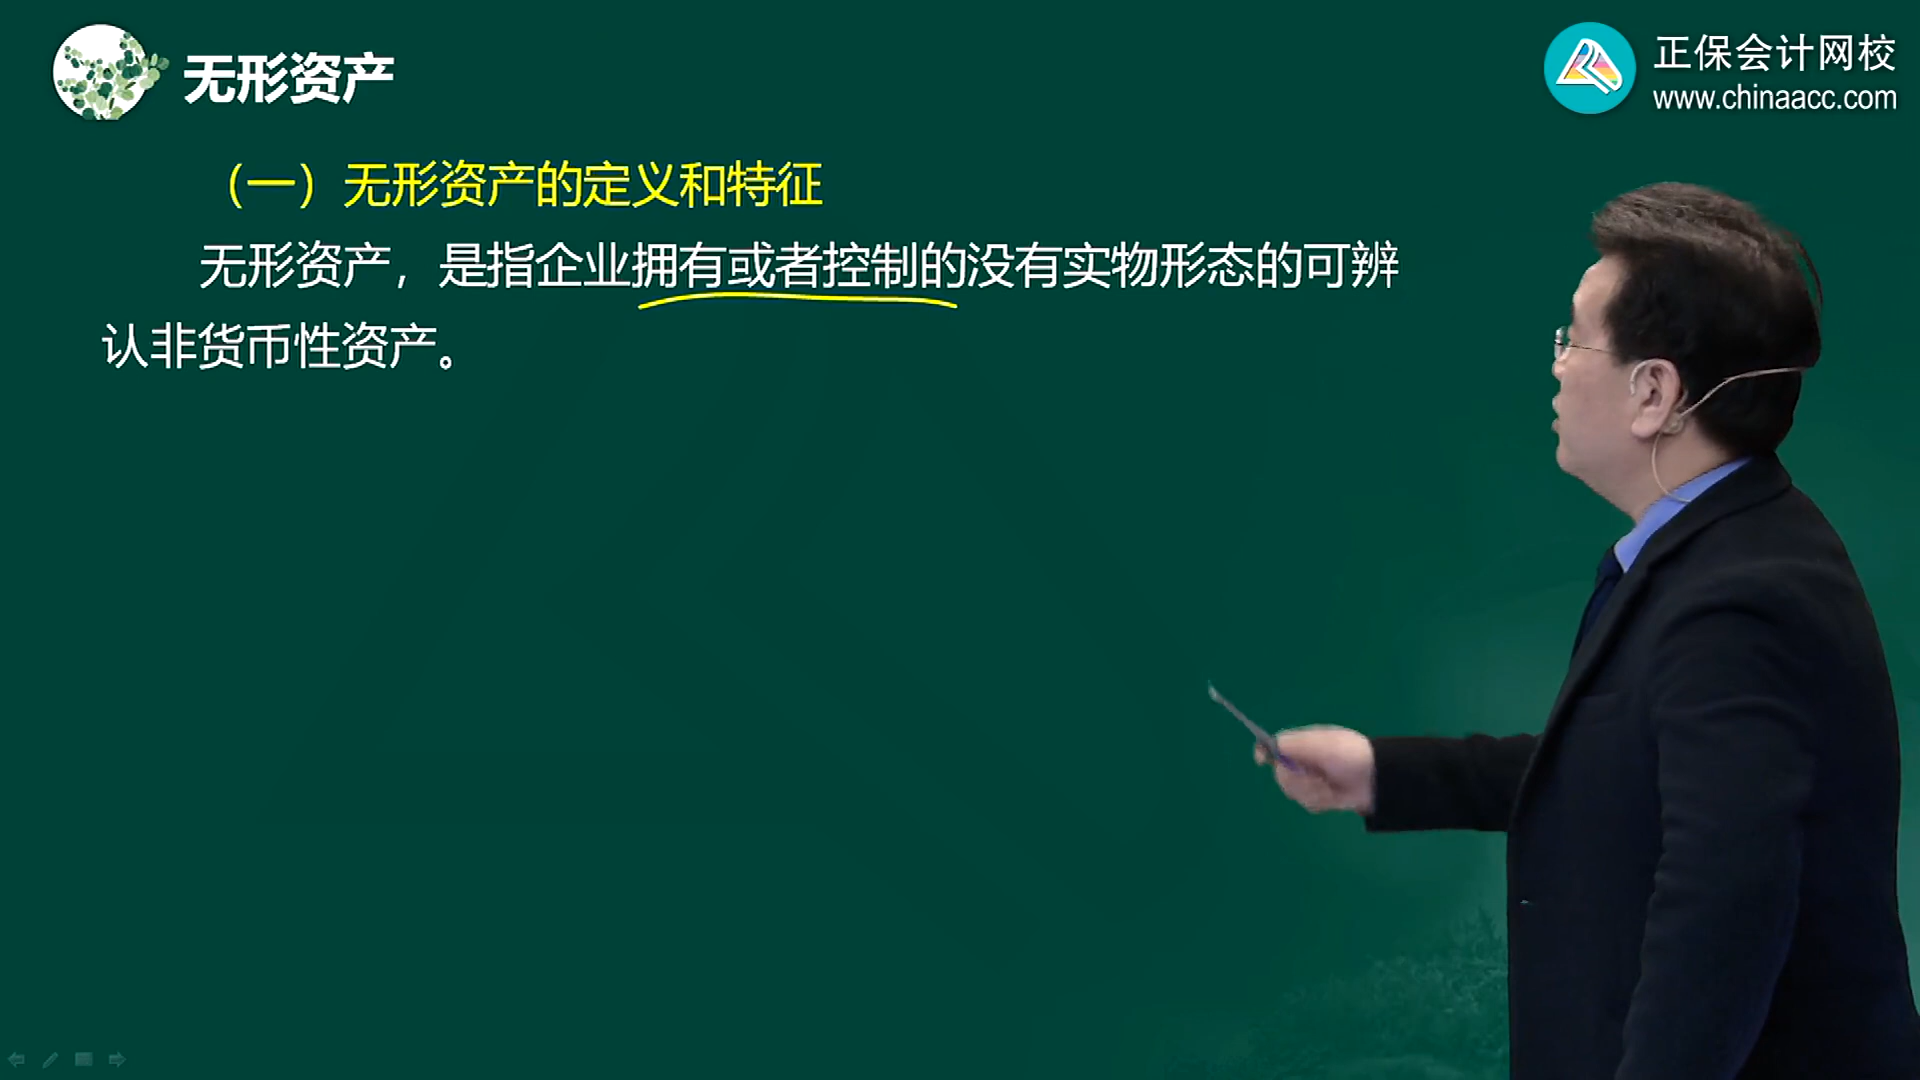 无形资产
正保会计网校
www.chinaacc.com
（一）无形资产的定义和特征
无形资产，是指企业拥有或者控制的没有实物形态的可辨
认非货币性资产。